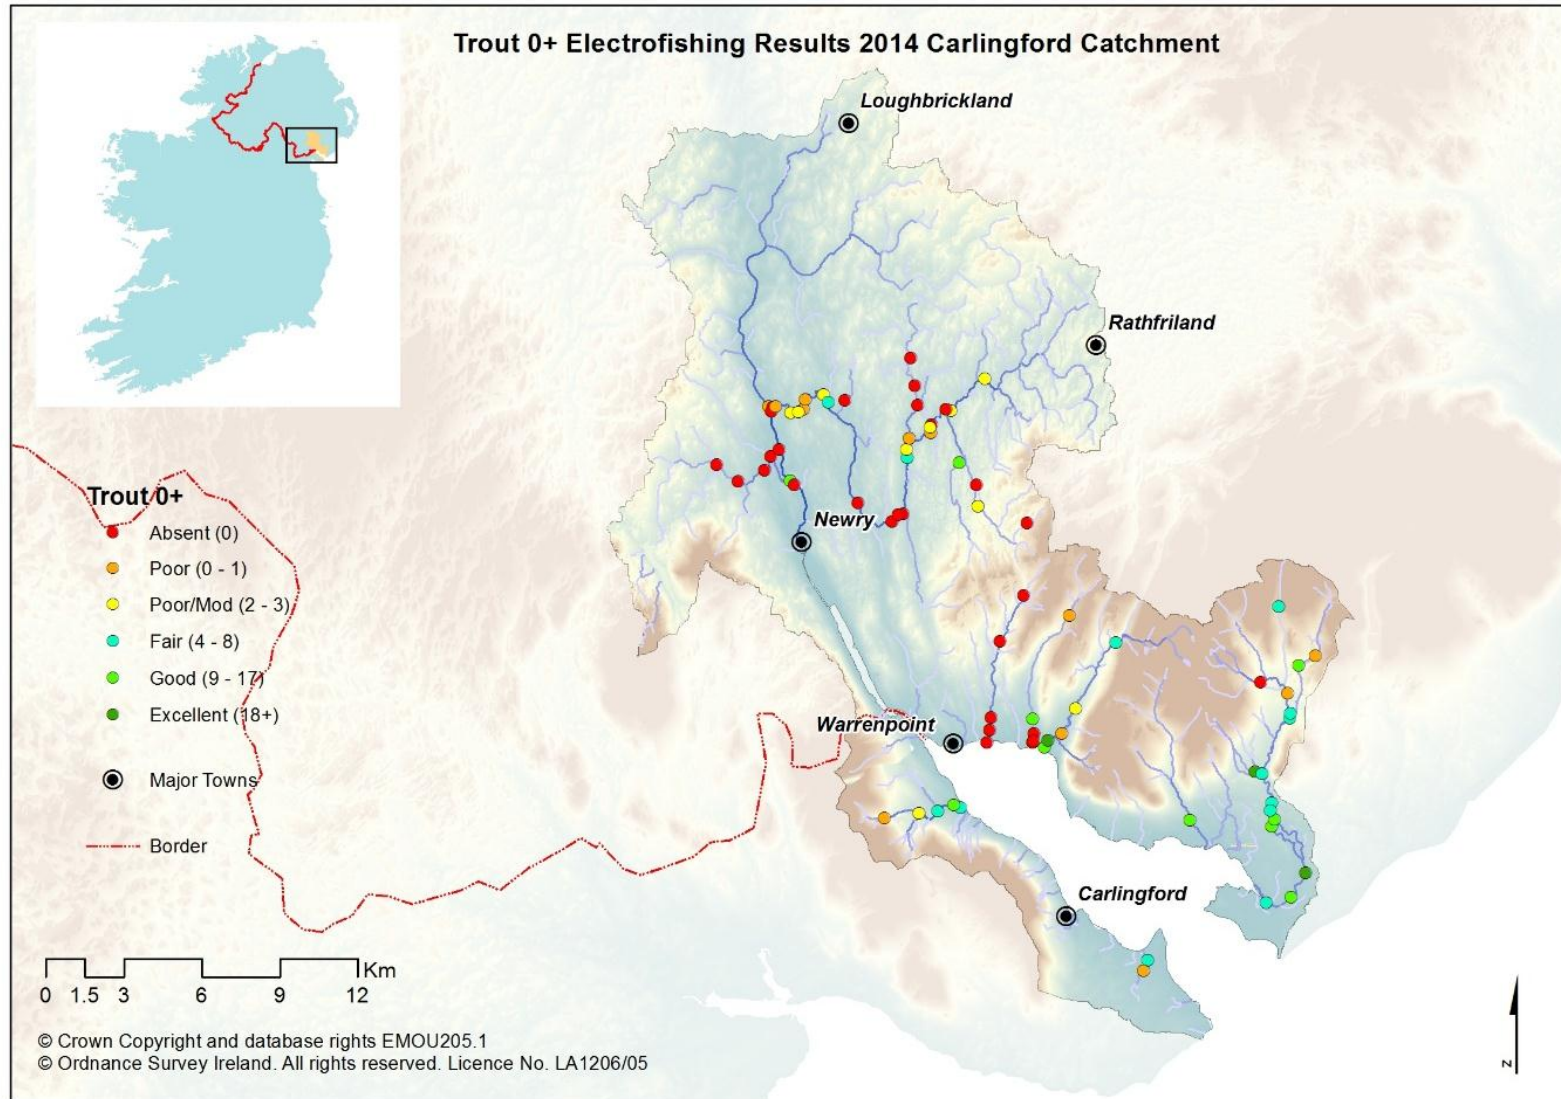 Trout 0+ Electrofishing Results 2014 Carlingford Catchment
Loughbrickland
Rathfriland
Newry
Warrenpoint
Carlingford
Trout 0+
Absent (0)
Poor (0 - 1)
Poor/Mod (2 - 3)
Fair (4 - 8)
Good (9 - 17)
Excellent (18+)
Major Towns
Border
Km
0 1.5 3 6 9 12
© Crown Copyright and database rights EMOU205.1
© Ordnance Survey Ireland. All rights reserved. Licence No. LA1206/05
N